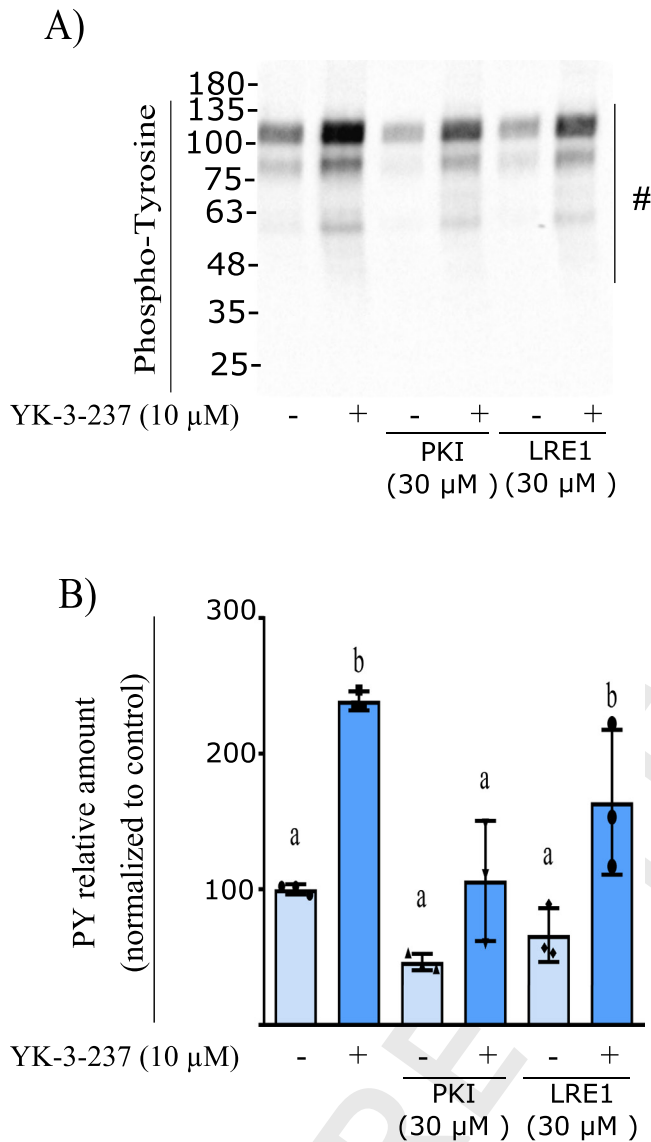 A)
Phospho-Tyrosine
180-
135-
100-
75-
63-
48-
35-
25-
#
YK-3-237 (10 µM) - + - + - +
PKI LRE1
(30 µM ) (30 µM )
B)
PY relative amount
(normalized to control)
300
200
100
a b a a a b
YK-3-237 (10 µM) - + - + - +
PKI LRE1
(30 µM ) (30 µM )